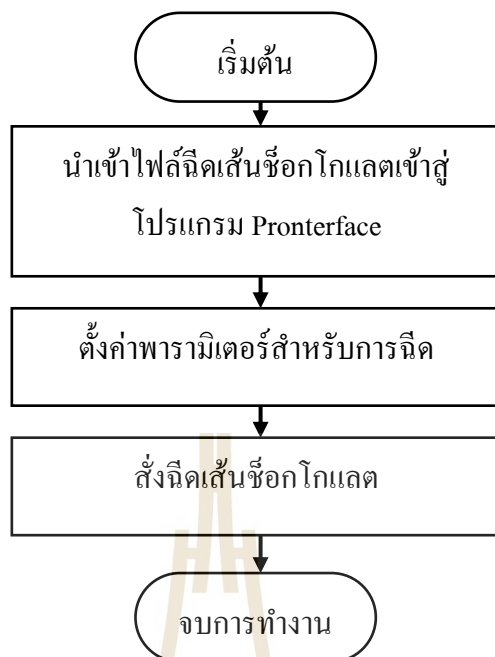 เริ่มต้น
นำเข้าไฟล์ฉีดเส้นช็อกโกแลตเข้าสู่
โปรแกรม Pronterface
ตั้งค่าพารามิเตอร์สำหรับการฉีด
สั่งฉีดเส้นช็อกโกแลต
จบการทำงาน